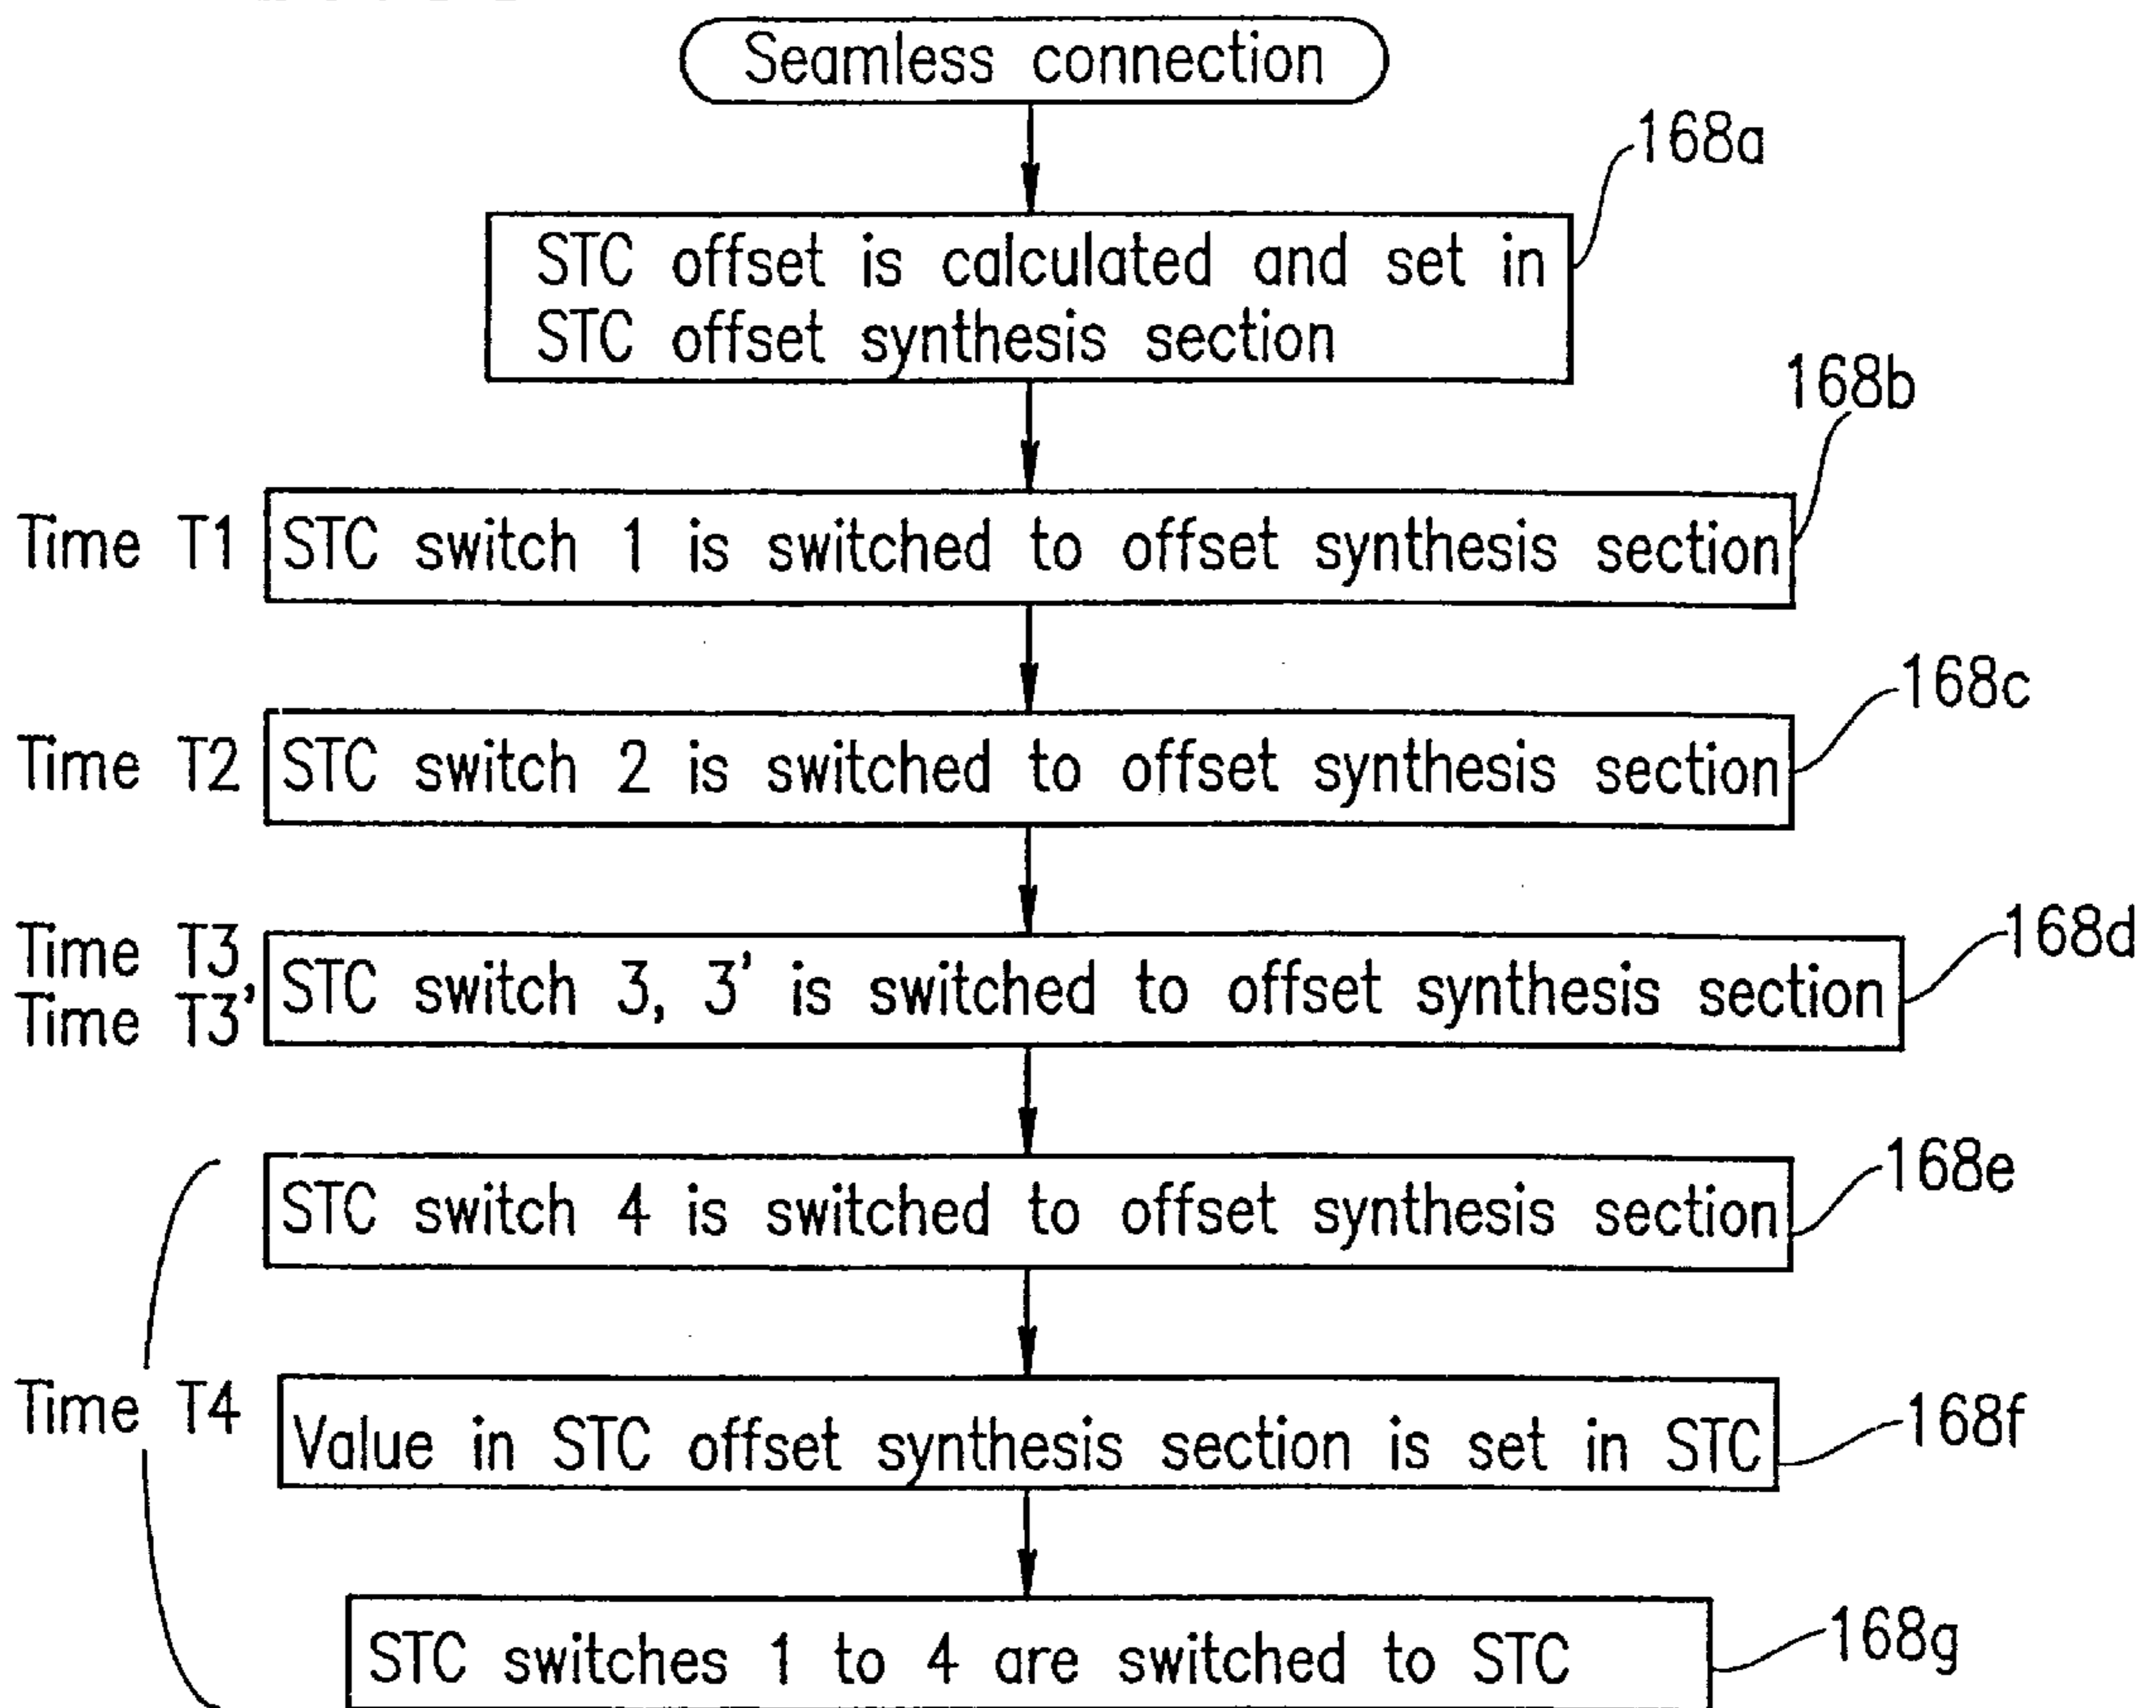 Seamless connection
168a
STC offset is calculated and set in
STC offset synthesis section
168b
Time T1
STC switch 1 is switched to offset synthesis section
168c
Time T2
STC switch 2 is switched to offset synthesis section
168d
Time T3
Time T3'
STC switch 3, 3' is switched to offset synthesis section
168e
STC switch 4 is switched to offset synthesis section
Time T4
168f
Value in STC offset synthesis section is set in STC
168g
STC switches 1 to 4 are switched to STC